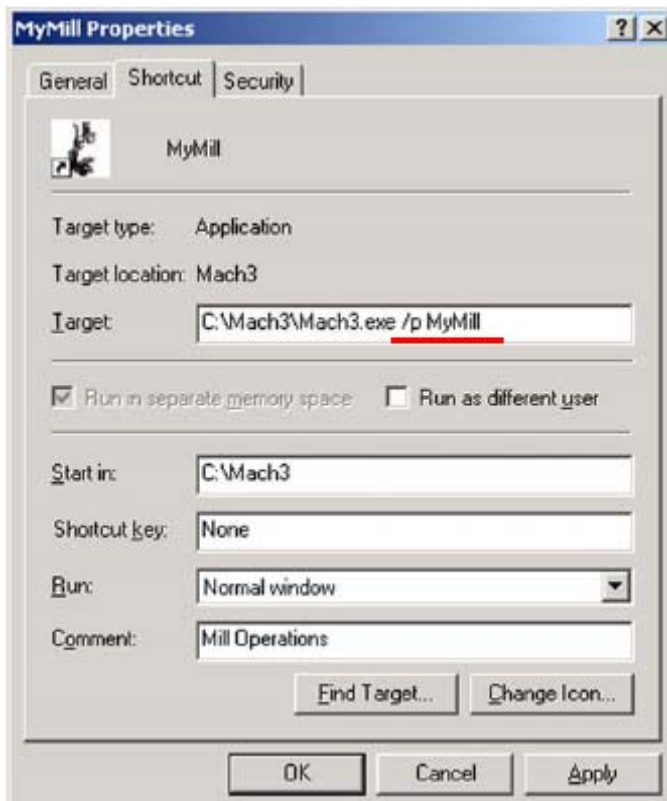 MyMill Properties
General Shortcut Security
MyMill
Target type: Application
Target location: Mach3
Target: C:\Mach3\Mach3.exe /p MyMill
Run in separate memory space Run as different user
Start in: C:\Mach3
Shortcut key: None
Run: Normal window
Comment: Mill Operations
Find Target... Change Icon...
OK Cancel Apply